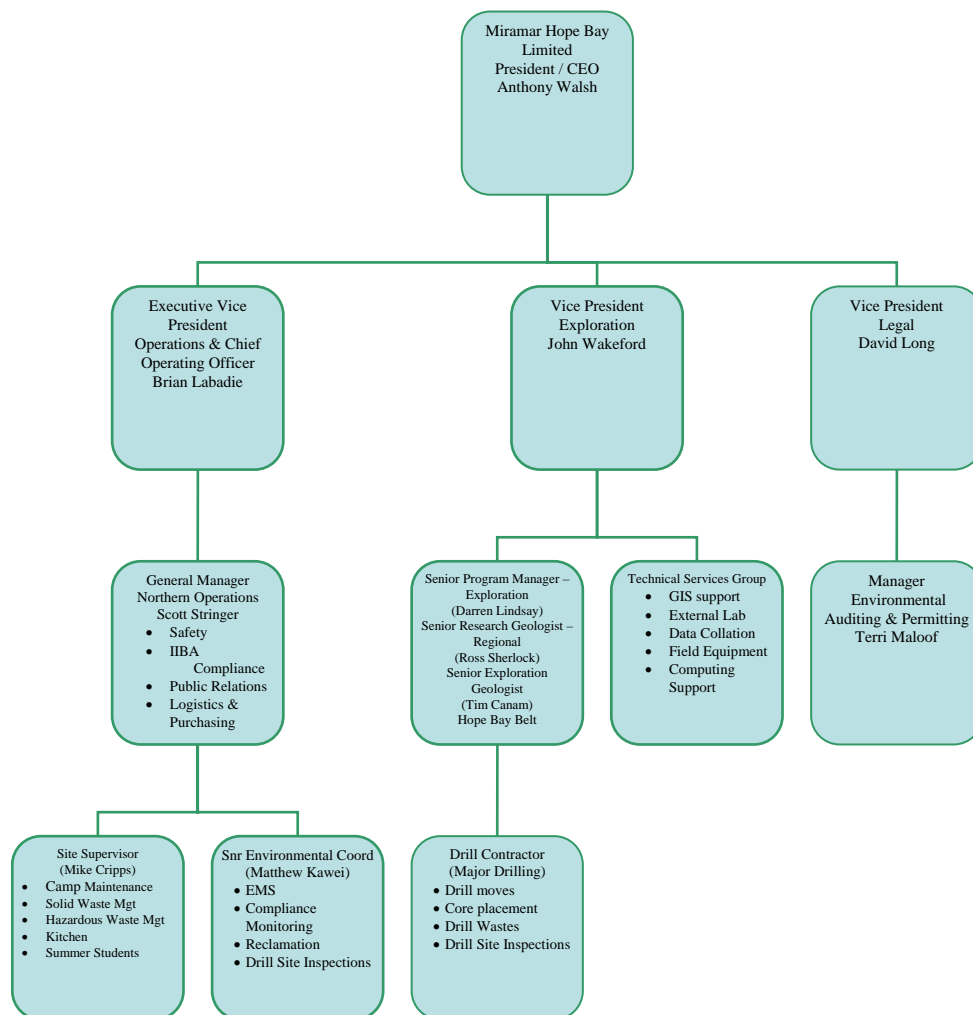 Miramar Hope Bay
Limited
President / CEO
Anthony Walsh
Executive Vice
President
Operations & Chief
Operating Officer
Brian Labadie
Vice President
Exploration
John Wakeford
Vice President
Legal
David Long
General Manager
Northern Operations
Scott Stringer
• Safety
• IIBA
Compliance
• Public Relations
• Logistics &
Purchasing
Senior Program Manager –
Exploration
(Darren Lindsay)
Senior Research Geologist –
Regional
(Ross Sherlock)
Senior Exploration
Geologist
(Tim Canam)
Hope Bay Belt
Technical Services Group
• GIS support
• External Lab
• Data Collation
• Field Equipment
• Computing
Support
Manager
Environmental
Auditing & Permitting
Terri Maloof
Site Supervisor
(Mike Cripps)
• Camp Maintenance
• Solid Waste Mgt
• Hazardous Waste Mgt
• Kitchen
• Summer Students
Snr Environmental Coord
(Matthew Kawei)
• EMS
• Compliance
Monitoring
• Reclamation
• Drill Site Inspections
Drill Contractor
(Major Drilling)
• Drill moves
• Core placement
• Drill Wastes
• Drill Site Inspections